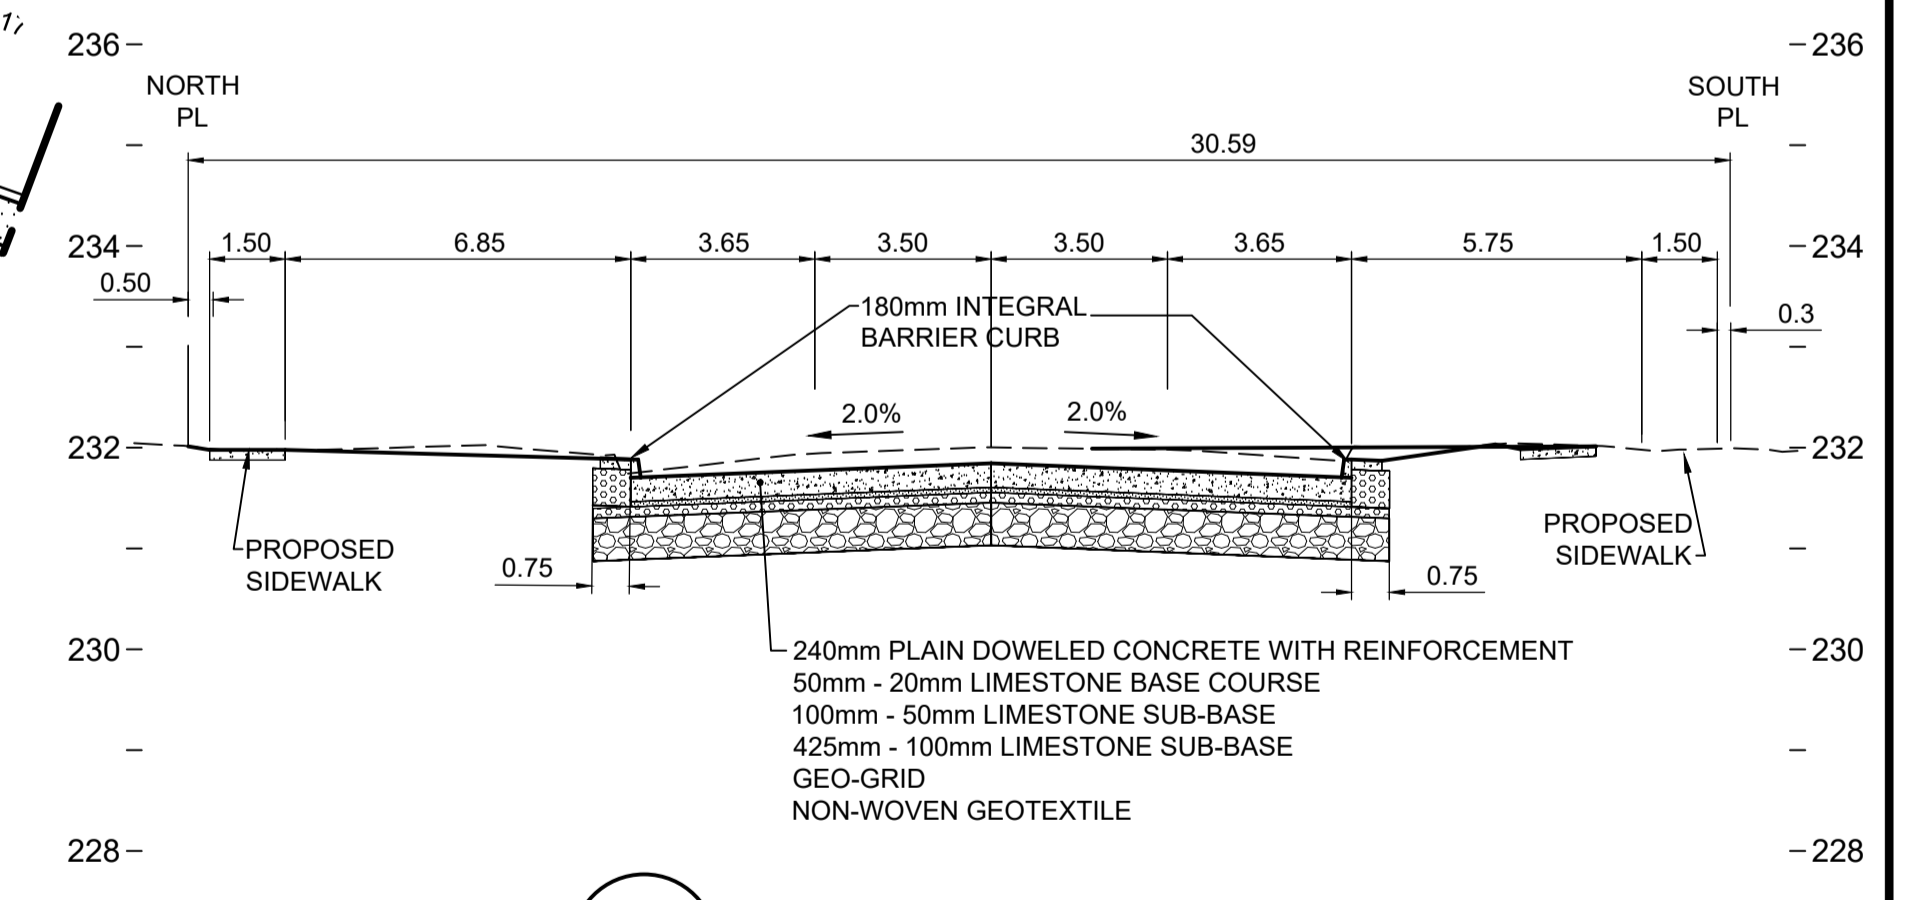 236
236
NORTH
PL
SOUTH
PL
30.59
234
1.50
6.85
3.65
3.50
3.50
3.65
5.75
1.50
234
0.50
180mm INTEGRAL
BARRIER CURB
0.3
2.0%
2.0%
232
232
PROPOSED
SIDEWALK
PROPOSED
SIDEWALK
0.75
0.75
230
230
240mm PLAIN DOWELED CONCRETE WITH REINFORCEMENT
50mm - 20mm LIMESTONE BASE COURSE
100mm - 50mm LIMESTONE SUB-BASE
425mm - 100mm LIMESTONE SUB-BASE
GEO-GRID
NON-WOVEN GEOTEXTILE
228
228